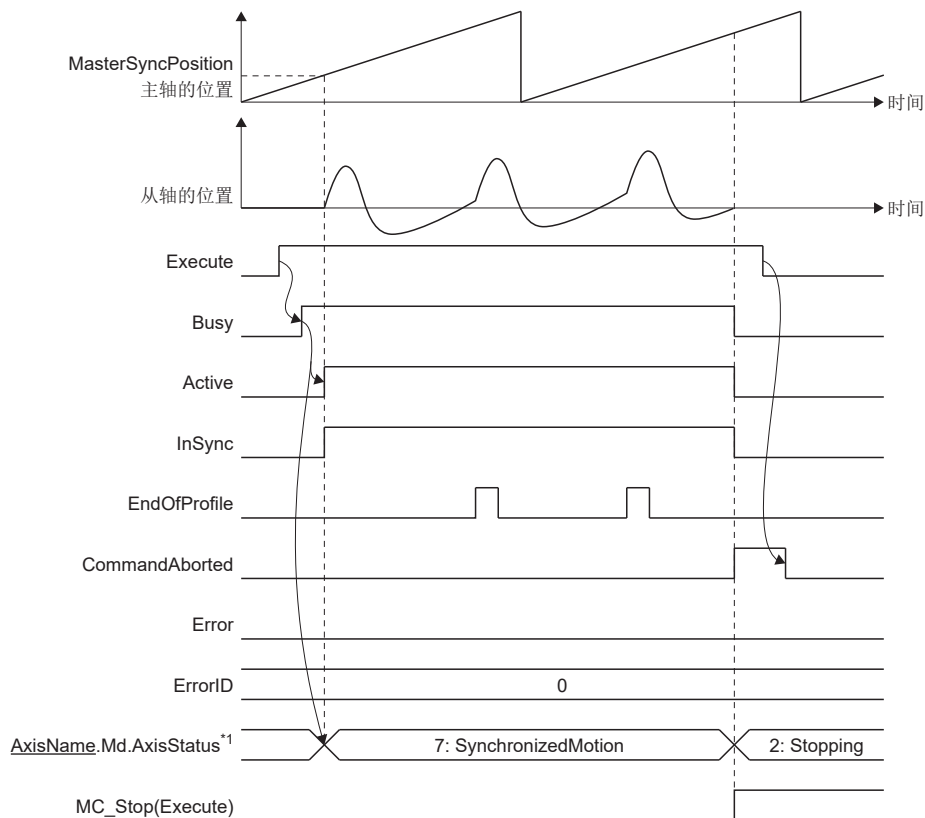 MasterSyncPosition
主轴的位置
时间
从轴的位置
时间
Execute
Busy
Active
InSync
EndOfProfile
CommandAborted
Error
ErrorID
0
AxisName.Md.AxisStatus*1
7: SynchronizedMotion
2: Stopping
MC_Stop(Execute)